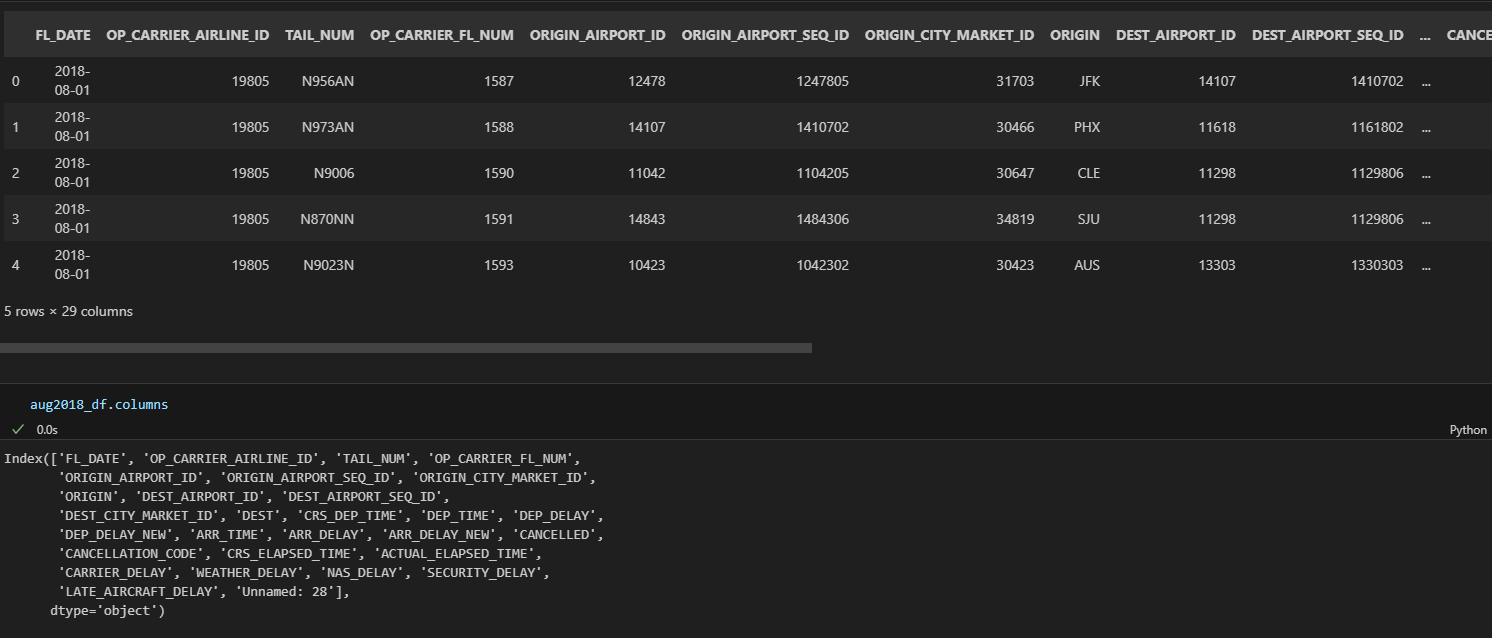 FL_DATE OP_CARRIER_AIRLINE_ID TAIL_NUM OP_CARRIER_FL_NUM ORIGIN_AIRPORT_ID ORIGIN_AIRPORT_SEQ_ID ORIGIN_CITY_MARKET_ID ORIGIN DEST_AIRPORT_ID DEST_AIRPORT_SEQ_ID ... CANCE
0 2018-08-01 19805 N956AN 1587 12478 1247805 31703 JFK 14107 1410702 ...
1 2018-08-01 19805 N973AN 1588 14107 1410702 30466 PHX 11618 1161802 ...
2 2018-08-01 19805 N9006 1590 11042 1104205 30647 CLE 11298 1129806 ...
3 2018-08-01 19805 N870NN 1591 14843 1484306 34819 SJU 11298 1129806 ...
4 2018-08-01 19805 N9023N 1593 10423 1042302 30423 AUS 13303 1330303 ...
5 rows × 29 columns
aug2018_df.columns
0.0s
Python
Index(['FL_DATE', 'OP_CARRIER_AIRLINE_ID', 'TAIL_NUM', 'OP_CARRIER_FL_NUM',
'ORIGIN_AIRPORT_ID', 'ORIGIN_AIRPORT_SEQ_ID', 'ORIGIN_CITY_MARKET_ID',
'ORIGIN', 'DEST_AIRPORT_ID', 'DEST_AIRPORT_SEQ_ID',
'DEST_CITY_MARKET_ID', 'DEST', 'CRS_DEP_TIME', 'DEP_TIME', 'DEP_DELAY',
'DEP_DELAY_NEW', 'ARR_TIME', 'ARR_DELAY', 'ARR_DELAY_NEW', 'CANCELLED',
'CANCELLATION_CODE', 'CRS_ELAPSED_TIME', 'ACTUAL_ELAPSED_TIME',
'CARRIER_DELAY', 'WEATHER_DELAY', 'NAS_DELAY', 'SECURITY_DELAY',
'LATE_AIRCRAFT_DELAY', 'Unnamed: 28'],
dtype='object')